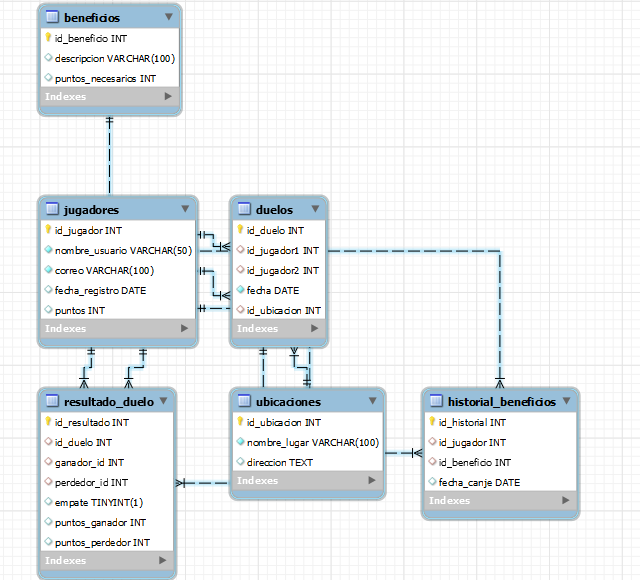 beneficios
id_beneficio INT
descripcion VARCHAR(100)
puntos_necesarios INT
Indexes
jugadores
id_jugador INT
nombre_usuario VARCHAR(50)
correo VARCHAR(100)
fecha_registro DATE
puntos INT
Indexes
duelos
id_duelo INT
id_jugador1 INT
id_jugador2 INT
fecha DATE
id_ubicacion INT
Indexes
resultado_duelo
id_resultado INT
id_duelo INT
ganador_id INT
perdedor_id INT
empate TINYINT(1)
puntos_ganador INT
puntos_perdedor INT
Indexes
ubicaciones
id_ubicacion INT
nombre_lugar VARCHAR(100)
direccion TEXT
Indexes
historial_beneficios
id_historial INT
id_jugador INT
id_beneficio INT
fecha_canje DATE
Indexes